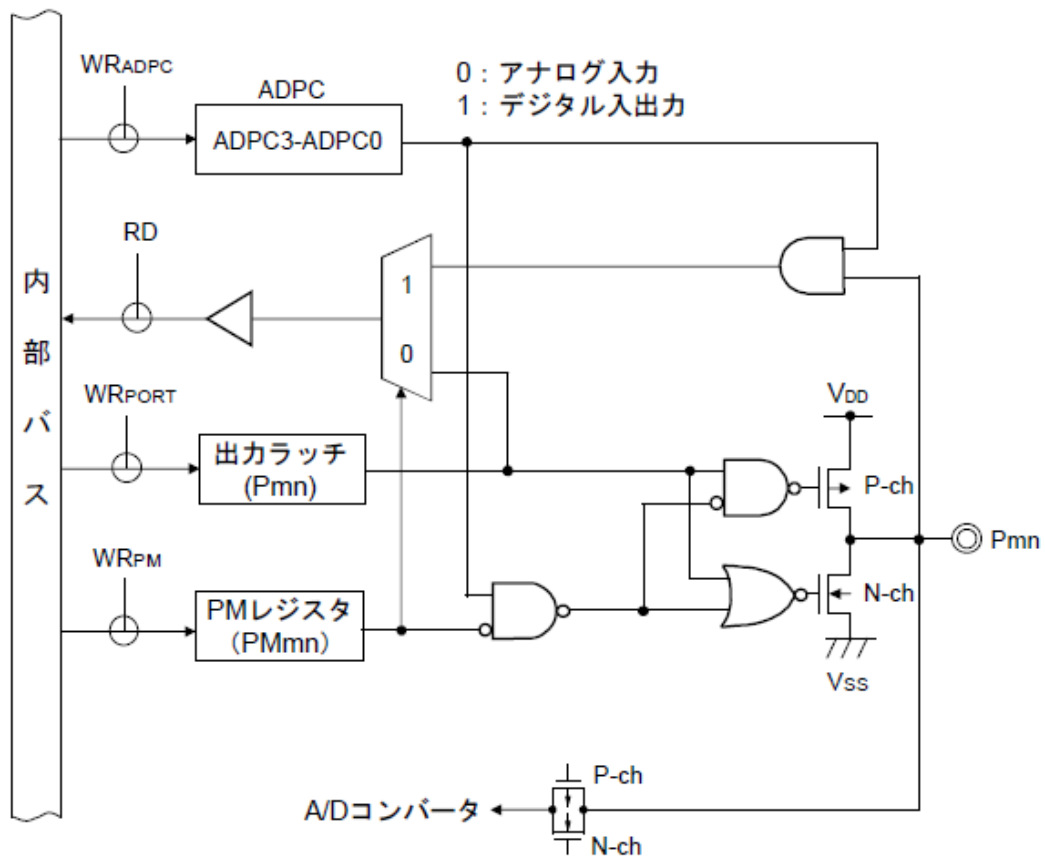 WRADPC
ADPC
ADPC3-ADPC0
0：アナログ入力
1：デジタル入出力
RD
1
0
内部バス
WRPORT
出力ラッチ
(Pmn)
VDD
P-ch
Pmn
N-ch
VSS
WRPM
PMレジスタ
（PMmn）
P-ch
A/Dコンバータ
N-ch